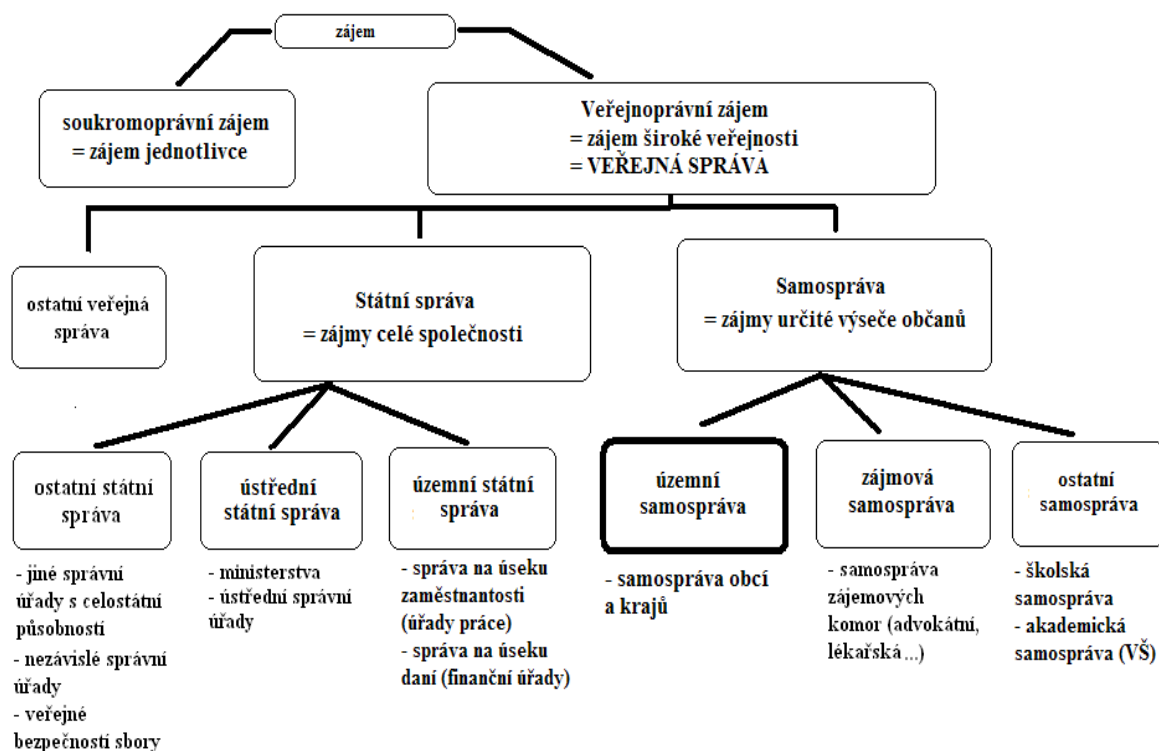 zájem
soukromoprávní zájem
= zájem jednotlivce
Veřejnoprávní zájem
= zájem široké veřejnosti
= VEŘEJNÁ SPRÁVA
ostatní veřejná
správa
Státní správa
= zájmy celé společnosti
Samospráva
= zájmy určité výseče občanů
ostatní státní
správa
ústřední
státní správa
územní státní
správa
územní
samospráva
zájmová
samospráva
ostatní
samospráva
- jiné správní
úřady s celostátní
působností
- nezávislé správní
úřady
- veřejné
bezpečností sbory
- ministerstva
- ústřední správní
úřady
- správa na úseku
zaměstnantosti
(úřady práce)
- správa na úseku
daní (finanční úřady)
- samospráva obcí
a krajů
- samospráva
zájemových
komor (advokátní,
lékařská ...)
- školská
samospráva
- akademická
samospráva (VŠ)